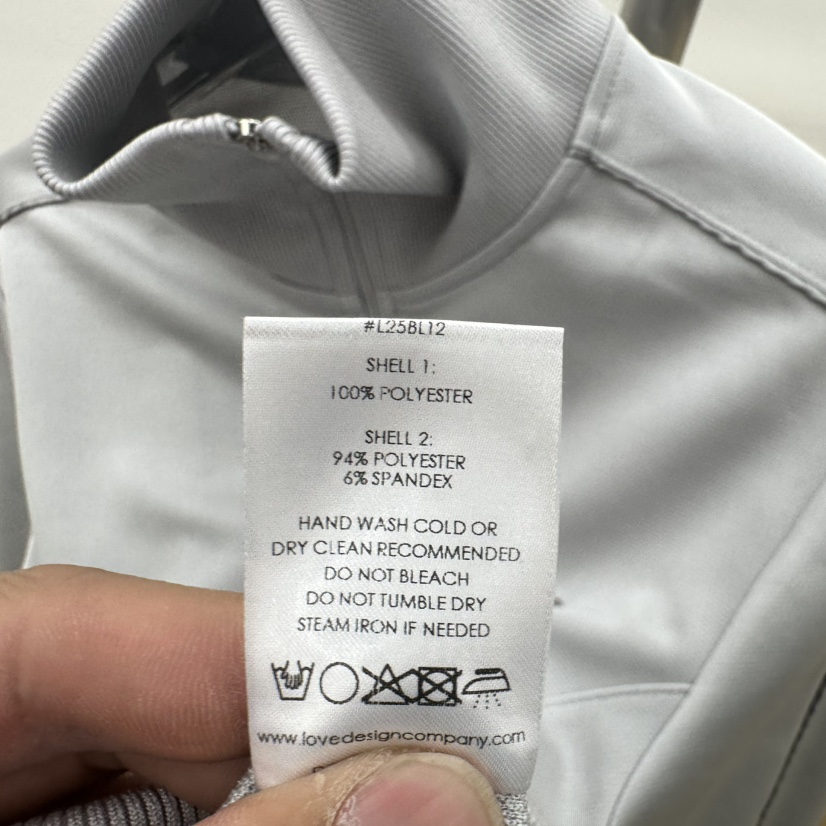 #L25BL12
SHELL 1:
100% POLYESTER
SHELL 2:
94% POLYESTER
6% SPANDEX
HAND WASH COLD OR
DRY CLEAN RECOMMENDED
DO NOT BLEACH
DO NOT TUMBLE DRY
STEAM IRON IF NEEDED
www.lovedesigncompany.com